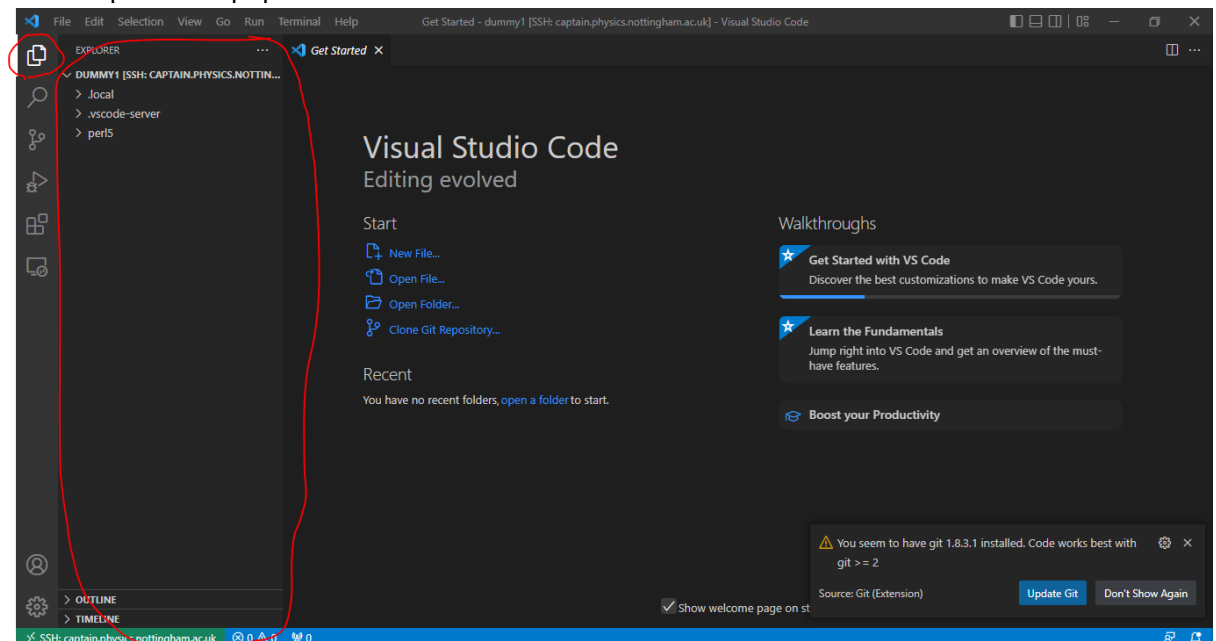 File Edit Selection View Go Run Terminal Help
Get Started - dummy1 [SSH: captain.physics.nottingham.ac.uk] - Visual Studio Code
EXPLORER
Get Started
DUMMY1 [SSH: CAPTAIN.PHYSICS.NOTTIN...
.local
.vscode-server
perl5
Visual Studio Code
Editing evolved
Start
New File...
Open File...
Open Folder...
Clone Git Repository...
Recent
You have no recent folders, open a folder to start.
Walkthroughs
Get Started with VS Code
Discover the best customizations to make VS Code yours.
Learn the Fundamentals
Jump right into VS Code and get an overview of the must-
have features.
Boost your Productivity
You seem to have git 1.8.3.1 installed. Code works best with
git >= 2
Source: Git (Extension)
Update Git
Don't Show Again
Show welcome page on st
OUTLINE
TIMELINE
SSH: captain.physics.nottingham.ac.uk 0 0 0